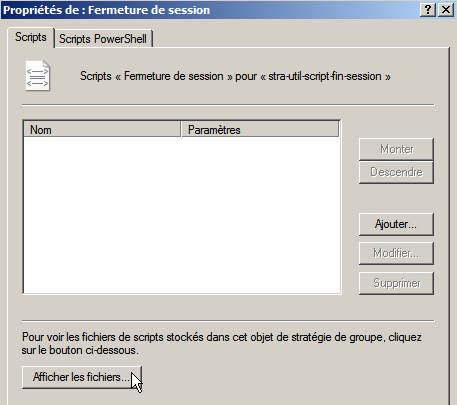 Propriétés de : Fermeture de session
Scripts Scripts PowerShell
Scripts « Fermeture de session » pour « stra-util-script-fin-session »
Nom Paramètres
Monter
Descendre
Ajouter...
Modifier...
Supprimer
Pour voir les fichiers de scripts stockés dans cet objet de stratégie de groupe, cliquez
sur le bouton ci-dessous.
Afficher les fichiers...